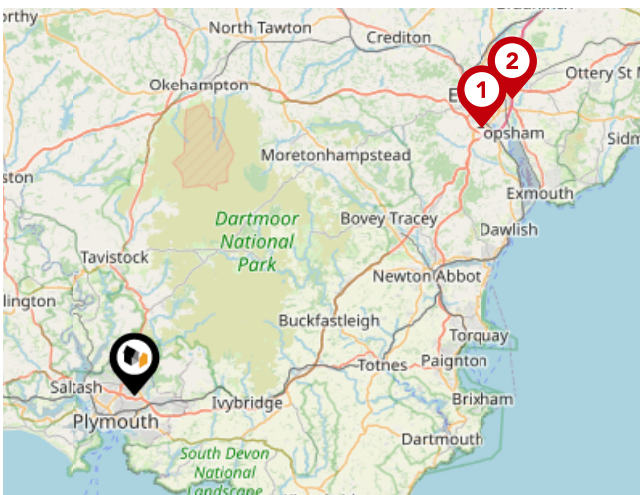 orthy
North Tawton
Crediton
Okehampton
2
Ottery St M
E
1
opsham
Sidm
Moretonhampstead
ston
Exmouth
Dartmoor
National
Park
Bovey Tracey
Dawlish
Tavistock
Newton Abbot
llington
Buckfastleigh
Torquay
Totnes
Paignton
Saltash
Ivybridge
Brixham
Plymouth
Dartmouth
South Devon
National
Landscape